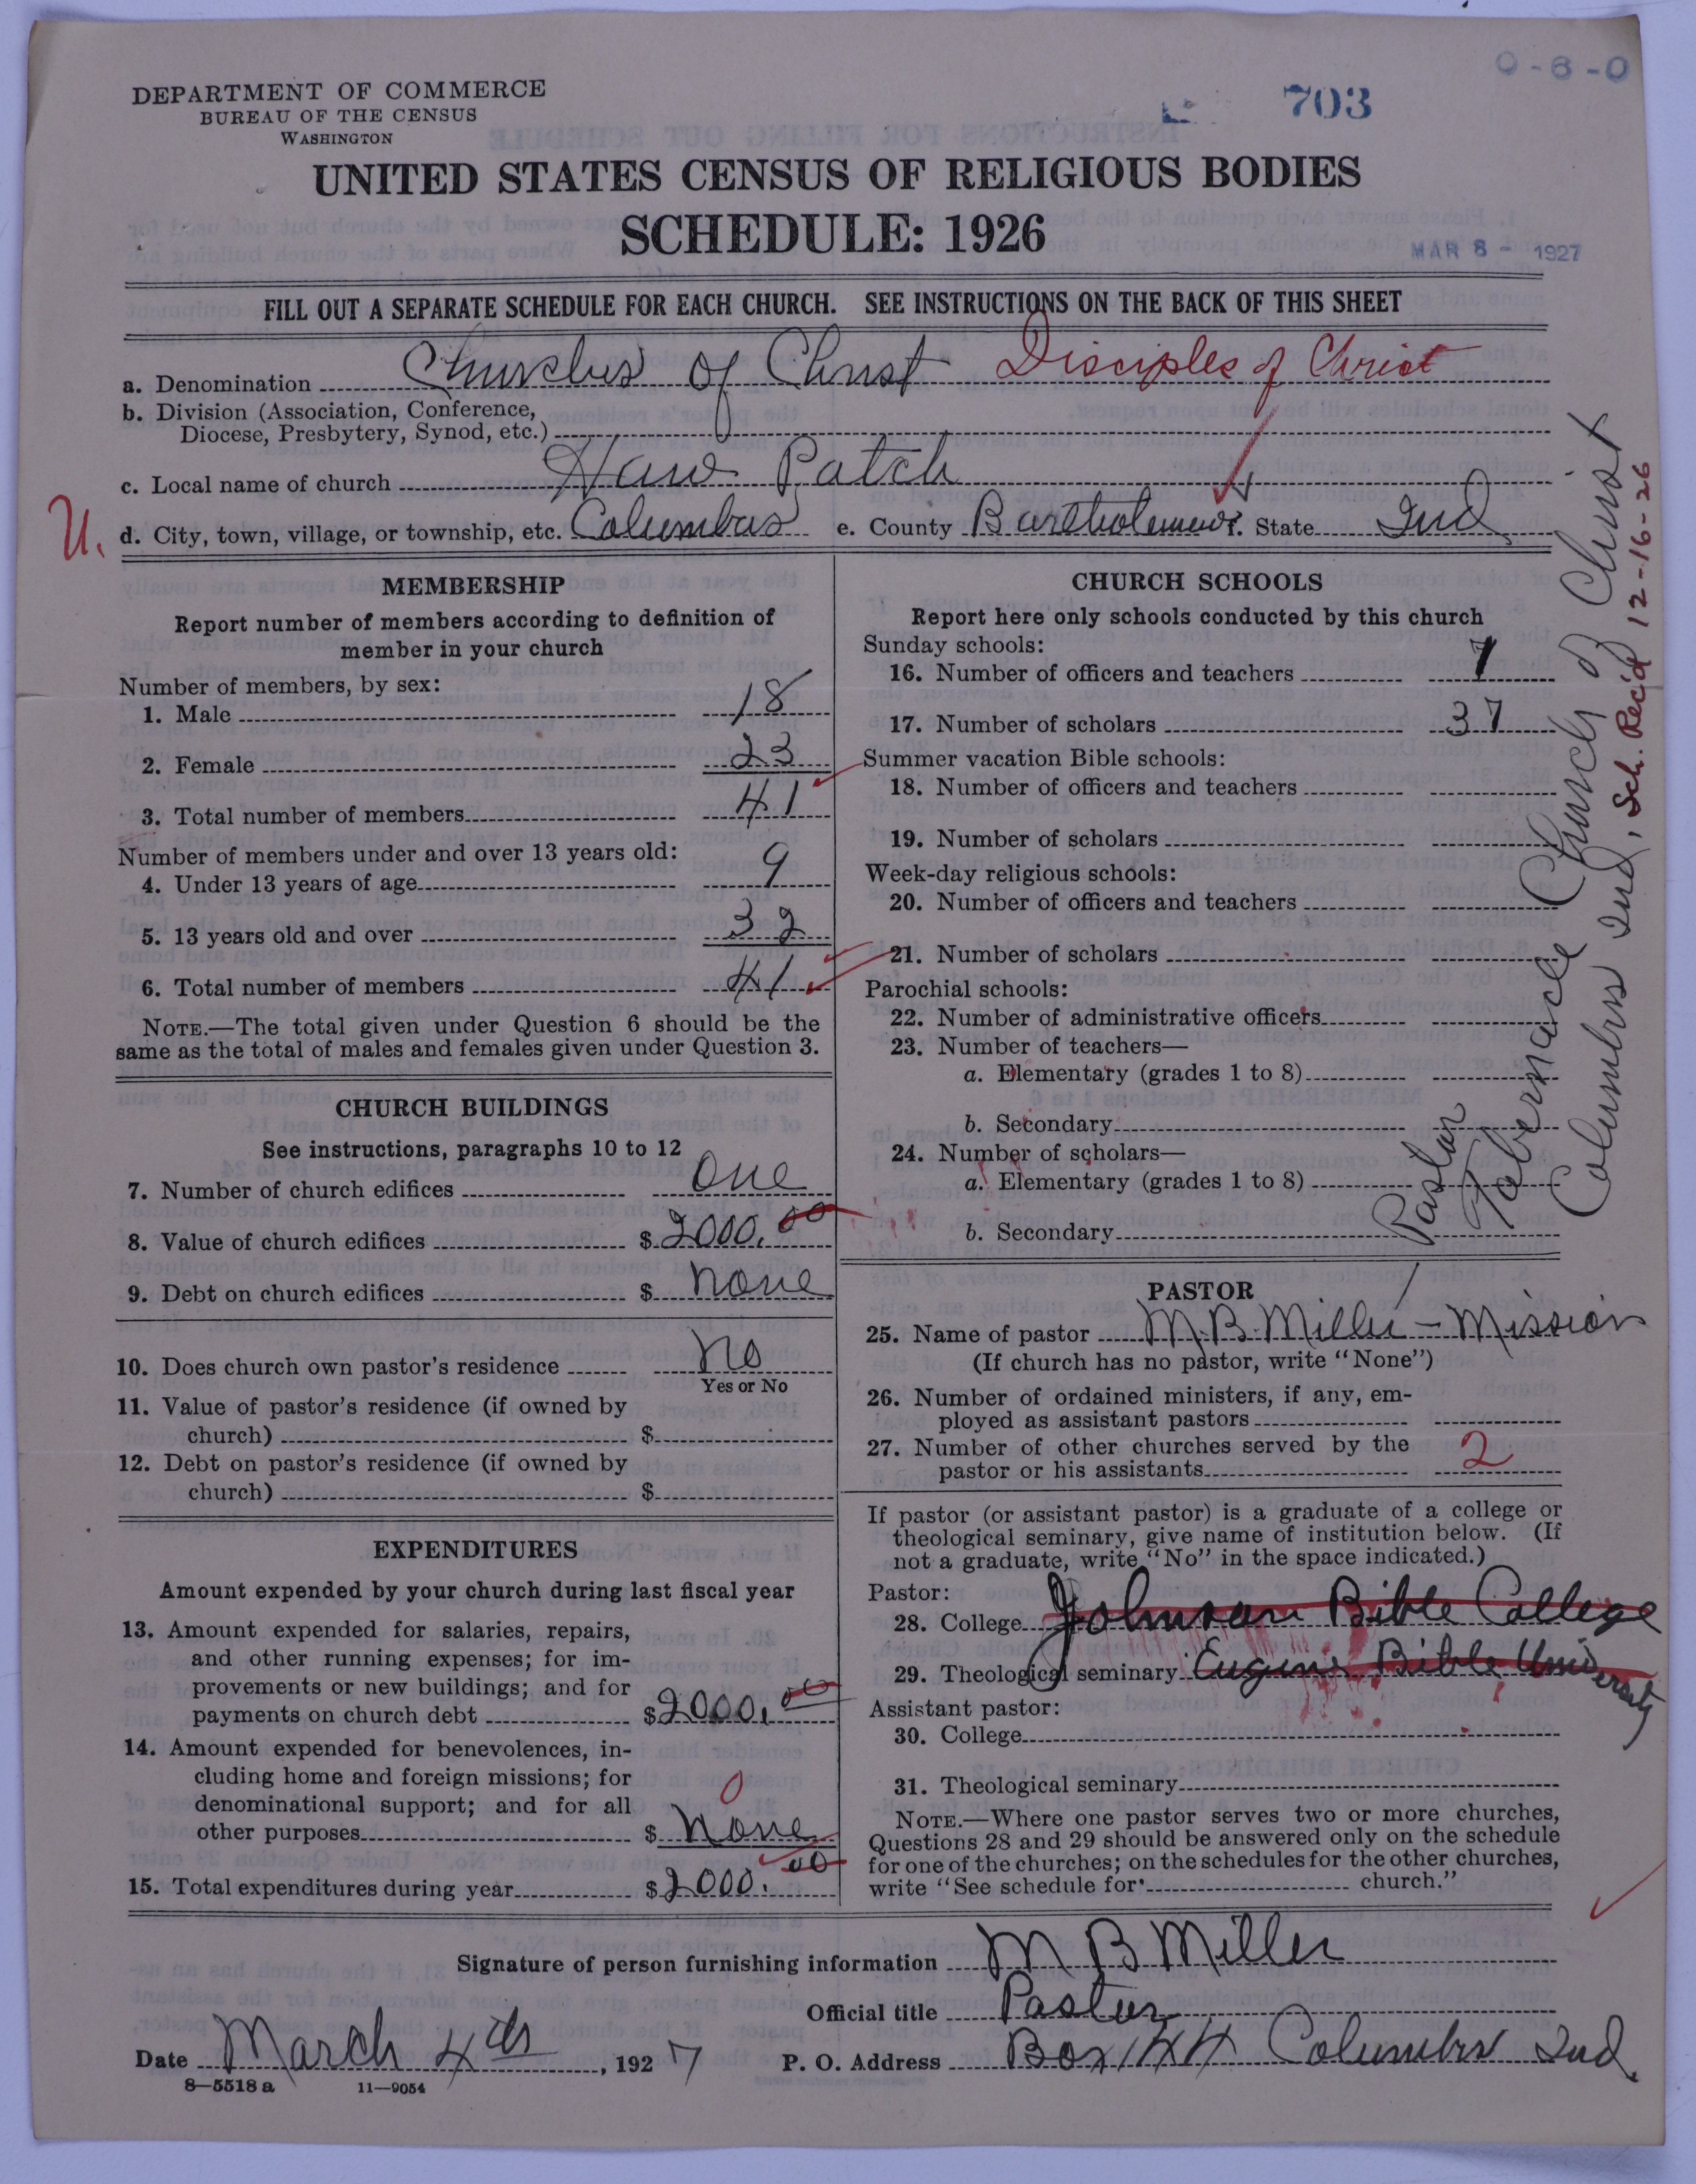 0-6-0
DEPARTMENT OF COMMERCE
BUREAU OF THE CENSUS
WASHINGTON
703
UNITED STATES CENSUS OF RELIGIOUS BODIES
SCHEDULE: 1926
MAR 8 - 1927
FILL OUT A SEPARATE SCHEDULE FOR EACH CHURCH. SEE INSTRUCTIONS ON THE BACK OF THIS SHEET
a. Denomination Churches of Christ Disciples of Christ
b. Division (Association, Conference,
Diocese, Presbytery, Synod, etc.)
c. Local name of church Haw Patch
U.
d. City, town, village, or township, etc. Columbus e. County Bartholemew f. State Ind
MEMBERSHIP
Report number of members according to definition of
member in your church
Number of members, by sex:
1. Male 18
2. Female 23
3. Total number of members 41
Number of members under and over 13 years old:
4. Under 13 years of age 9
5. 13 years old and over 32
6. Total number of members 41
NOTE.—The total given under Question 6 should be the
same as the total of males and females given under Question 3.
CHURCH BUILDINGS
See instructions, paragraphs 10 to 12
7. Number of church edifices One
8. Value of church edifices $ 2000.00
9. Debt on church edifices $ None
10. Does church own pastor's residence No
Yes or No
11. Value of pastor's residence (if owned by
church) $
12. Debt on pastor's residence (if owned by
church) $
EXPENDITURES
Amount expended by your church during last fiscal year
13. Amount expended for salaries, repairs,
and other running expenses; for im-
provements or new buildings; and for
payments on church debt $ 2000.00
14. Amount expended for benevolences, in-
cluding home and foreign missions; for
denominational support; and for all 0
other purposes $ None
15. Total expenditures during year $ 2000.00
CHURCH SCHOOLS
Report here only schools conducted by this church
Sunday schools:
16. Number of officers and teachers 7
17. Number of scholars 37
Summer vacation Bible schools:
18. Number of officers and teachers
19. Number of scholars
Week-day religious schools:
20. Number of officers and teachers
21. Number of scholars
Parochial schools:
22. Number of administrative officers
23. Number of teachers—
a. Elementary (grades 1 to 8)
b. Secondary
24. Number of scholars—
a. Elementary (grades 1 to 8)
b. Secondary
Pastor
Tabernacle Church of Christ
Columbus Ind, Sch. Rec'd 12-16-26
PASTOR
25. Name of pastor M.B. Miller - Mission
(If church has no pastor, write "None")
26. Number of ordained ministers, if any, em-
ployed as assistant pastors
27. Number of other churches served by the
pastor or his assistants 2
If pastor (or assistant pastor) is a graduate of a college or
theological seminary, give name of institution below. (If
not a graduate, write "No" in the space indicated.)
Pastor:
28. College Johnson Bible College
29. Theological seminary Eugene Bible University
Assistant pastor:
30. College
31. Theological seminary
NOTE.—Where one pastor serves two or more churches,
Questions 28 and 29 should be answered only on the schedule
for one of the churches; on the schedules for the other churches,
write "See schedule for church."
Signature of person furnishing information M B Miller
Official title Pastor
Date March 4th, 1927 P. O. Address Box 144 Columbus Ind.
8—5518 a 11—9054